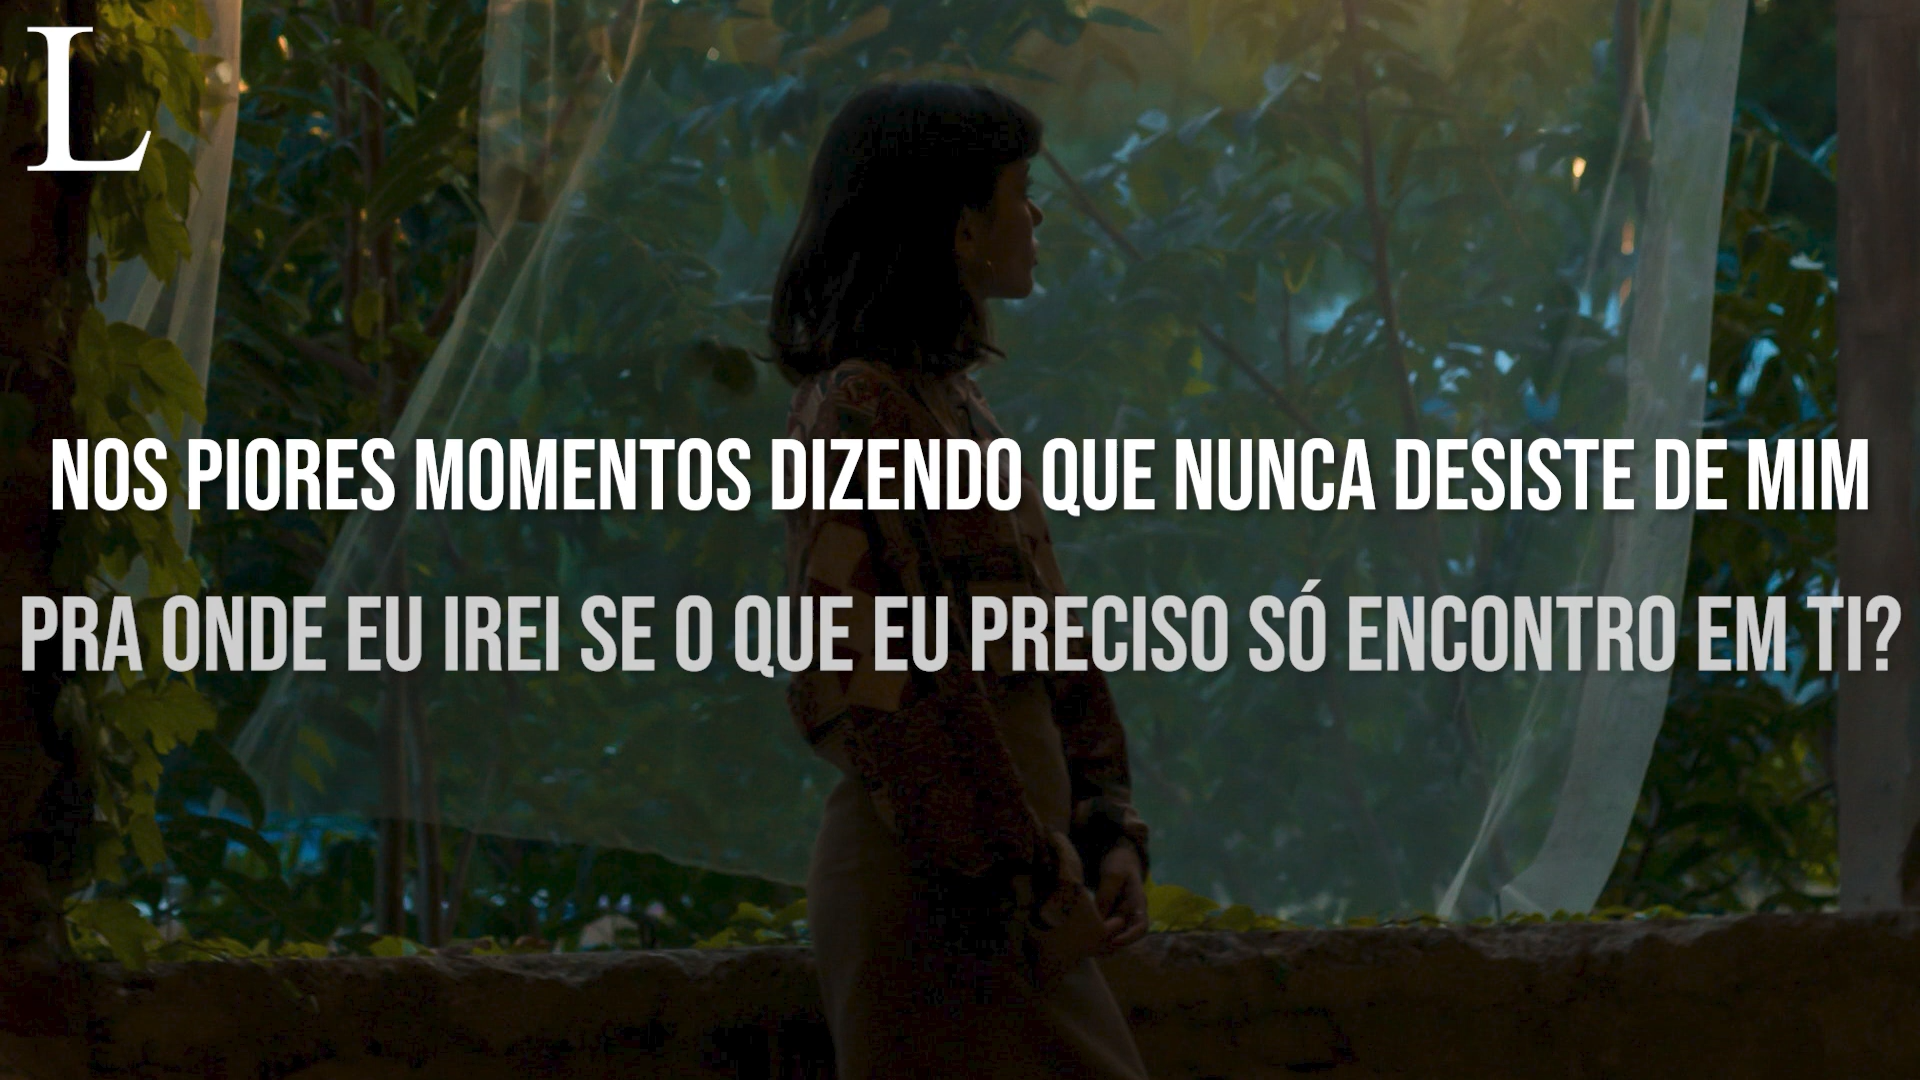 L
NOS PIORES MOMENTOS DIZENDO QUE NUNCA DESISTE DE MIM
PRA ONDE EU IREI SE O QUE EU PRECISO SÓ ENCONTRO EM TI?